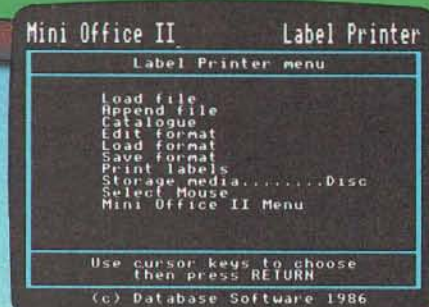 Mini Office II Label Printer
Label Printer menu
Load file
Append file
Catalogue
Edit format
Load format
Save format
Print labels
Storage media........Disc
Select Mouse
Mini Office II Menu
Use cursor keys to choose
then press RETURN
(c) Database Software 1986